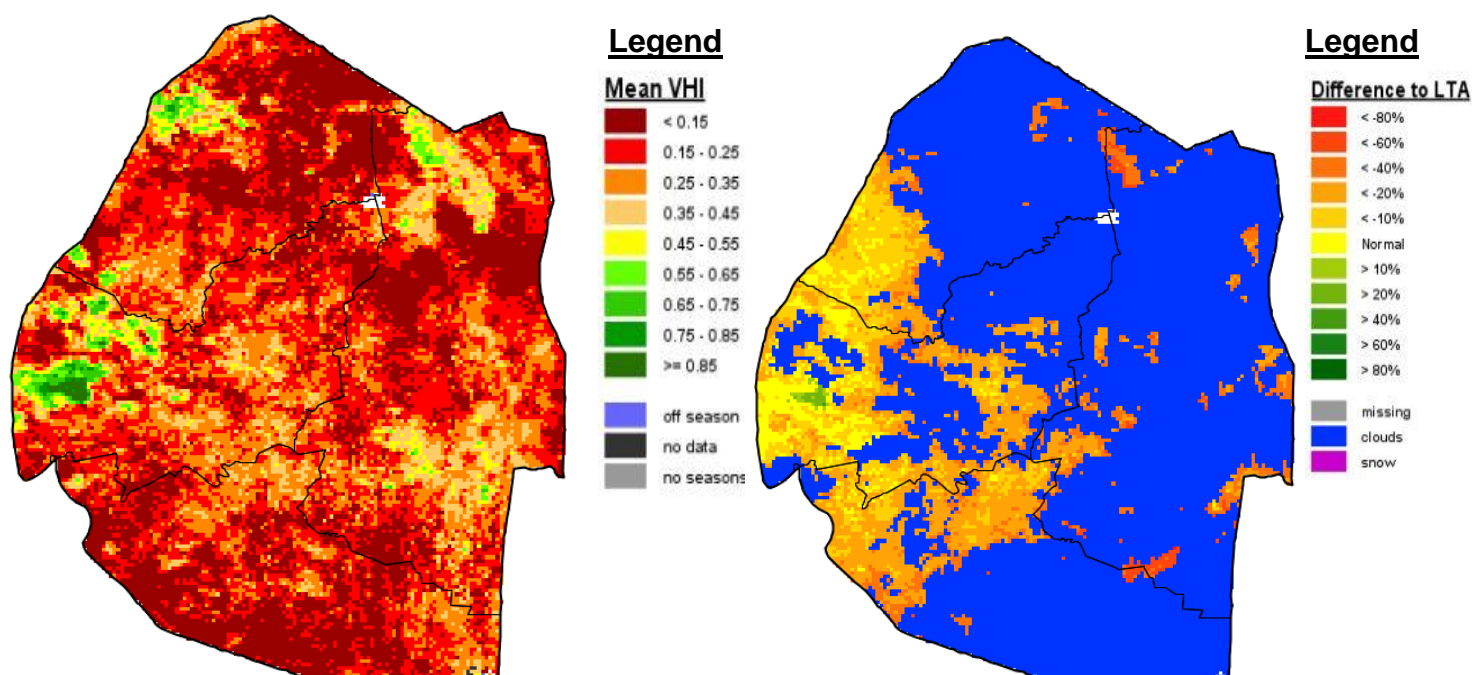 Legend
Mean VHI
< 0.15
0.15 - 0.25
0.25 - 0.35
0.35 - 0.45
0.45 - 0.55
0.55 - 0.65
0.65 - 0.75
0.75 - 0.85
>= 0.85
off season
no data
no seasons
Legend
Difference to LTA
< -80%
< -60%
< -40%
< -20%
< -10%
Normal
> 10%
> 20%
> 40%
> 60%
> 80%
missing
clouds
snow